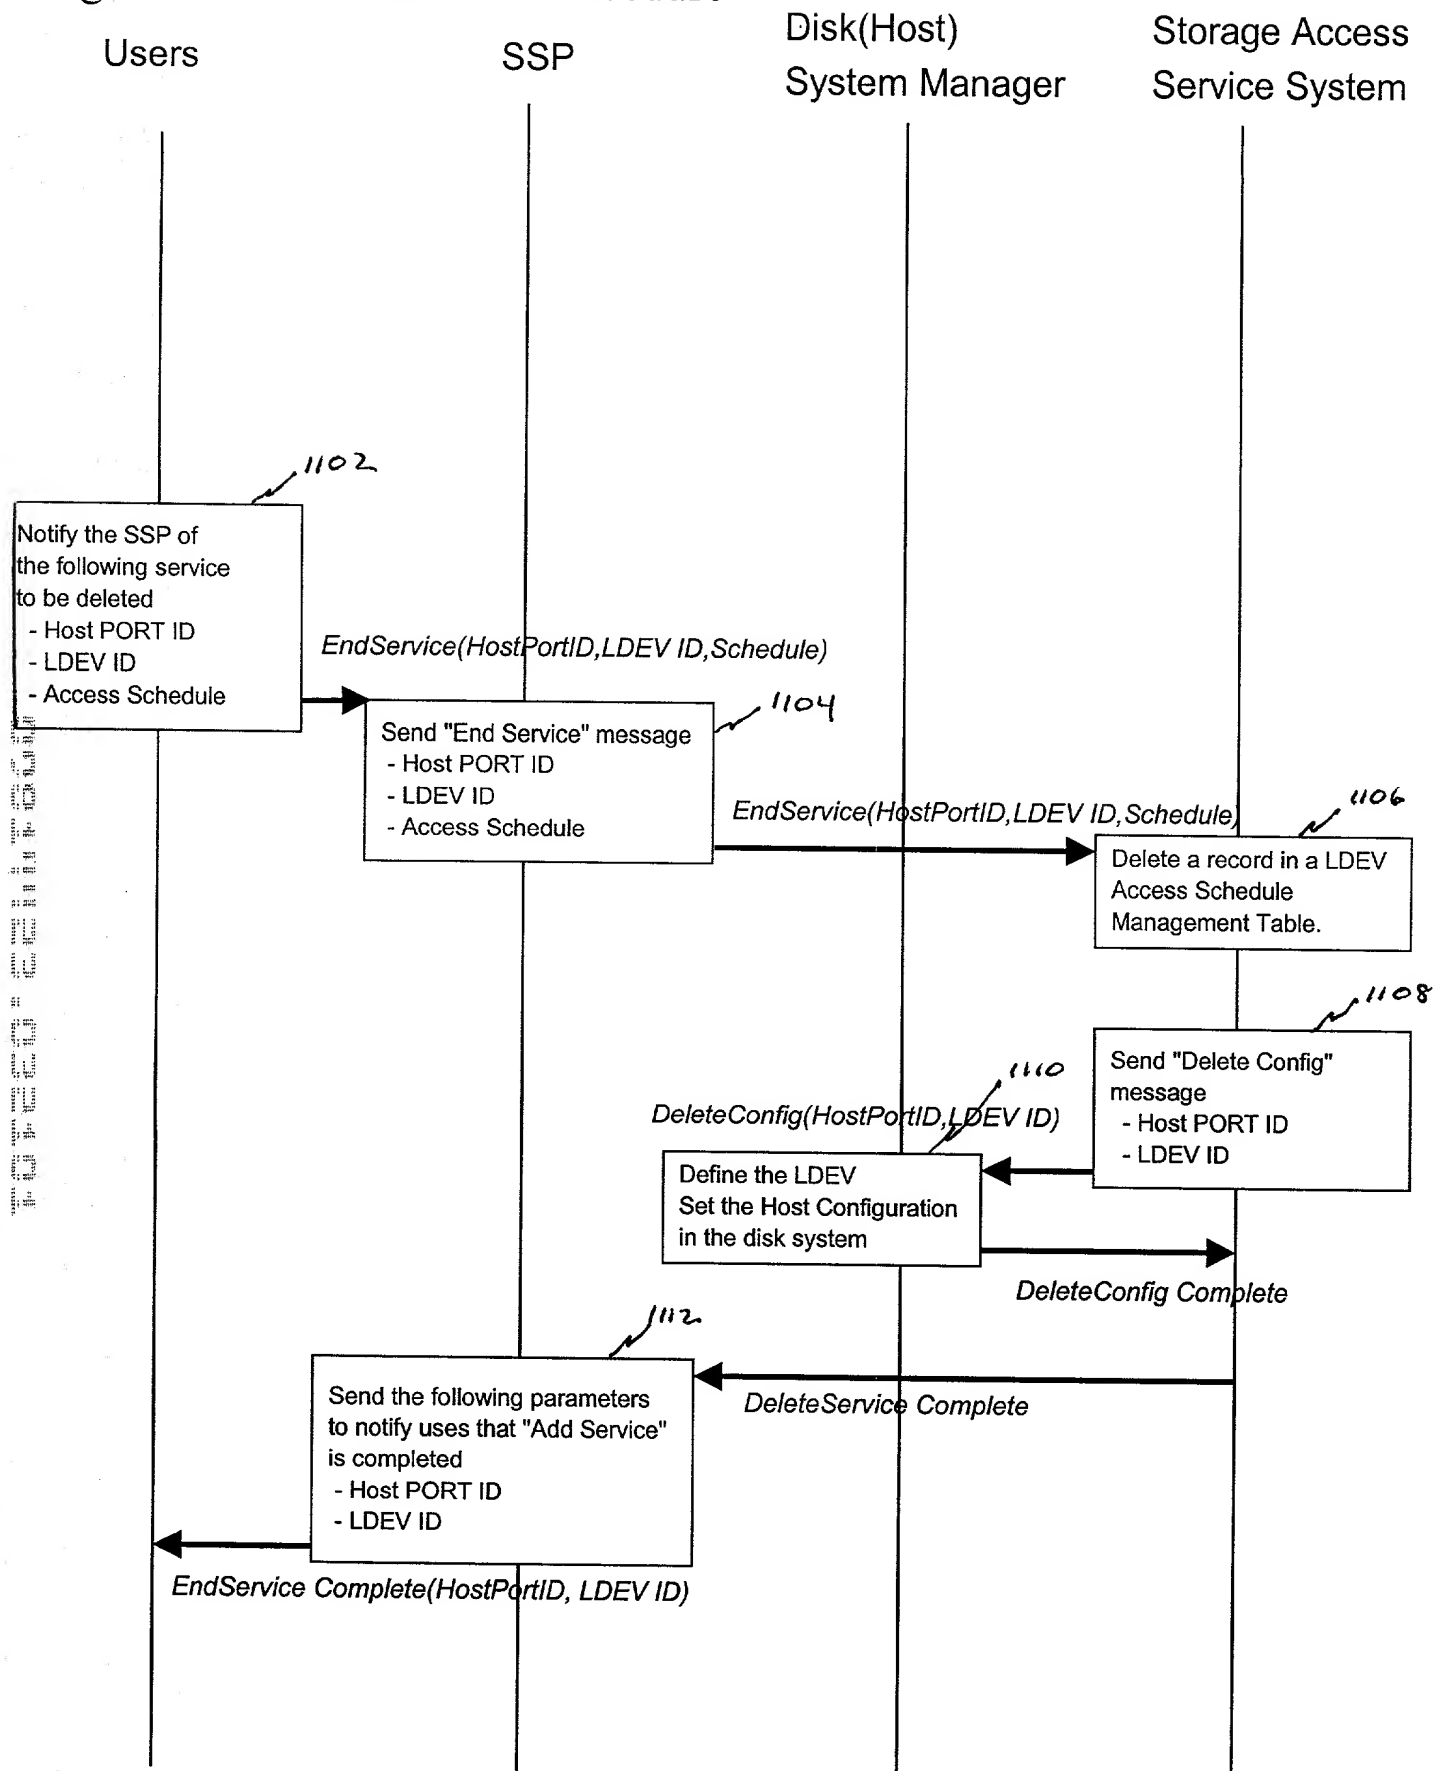 Users
SSP
Disk(Host)
System Manager
Storage Access
Service System
1102
Notify the SSP of
the following service
to be deleted
- Host PORT ID
- LDEV ID
- Access Schedule
EndService(HostPortID,LDEV ID,Schedule)
1104
Send "End Service" message
- Host PORT ID
- LDEV ID
- Access Schedule
EndService(HostPortID,LDEV ID,Schedule)
1106
Delete a record in a LDEV
Access Schedule
Management Table.
1108
Send "Delete Config"
message
- Host PORT ID
- LDEV ID
1110
DeleteConfig(HostPortID,LDEV ID)
Define the LDEV
Set the Host Configuration
in the disk system
DeleteConfig Complete
1112
DeleteService Complete
Send the following parameters
to notify uses that "Add Service"
is completed
- Host PORT ID
- LDEV ID
EndService Complete(HostPortID, LDEV ID)